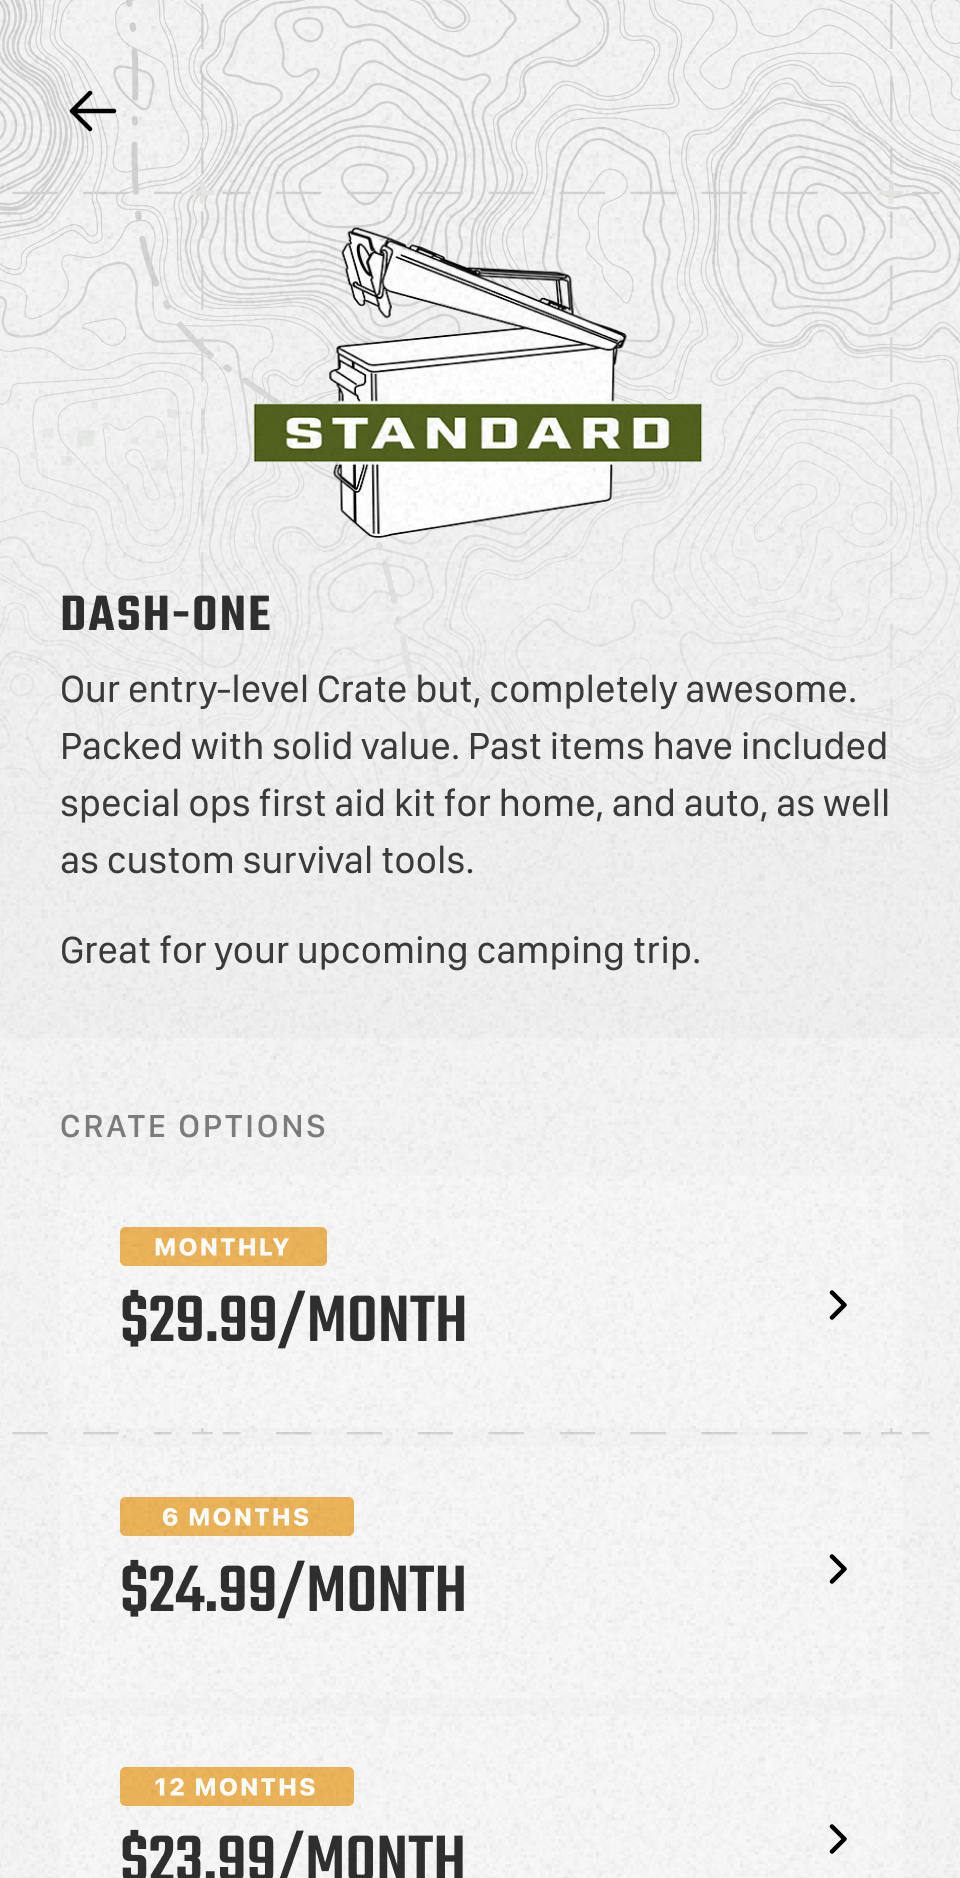 STANDARD
DASH-ONE
Our entry-level Crate but, completely awesome.
Packed with solid value. Past items have included
special ops first aid kit for home, and auto, as well
as custom survival tools.
Great for your upcoming camping trip.
CRATE OPTIONS
MONTHLY
$29.99/MONTH
6 MONTHS
$24.99/MONTH
12 MONTHS
$23.99/MONTH